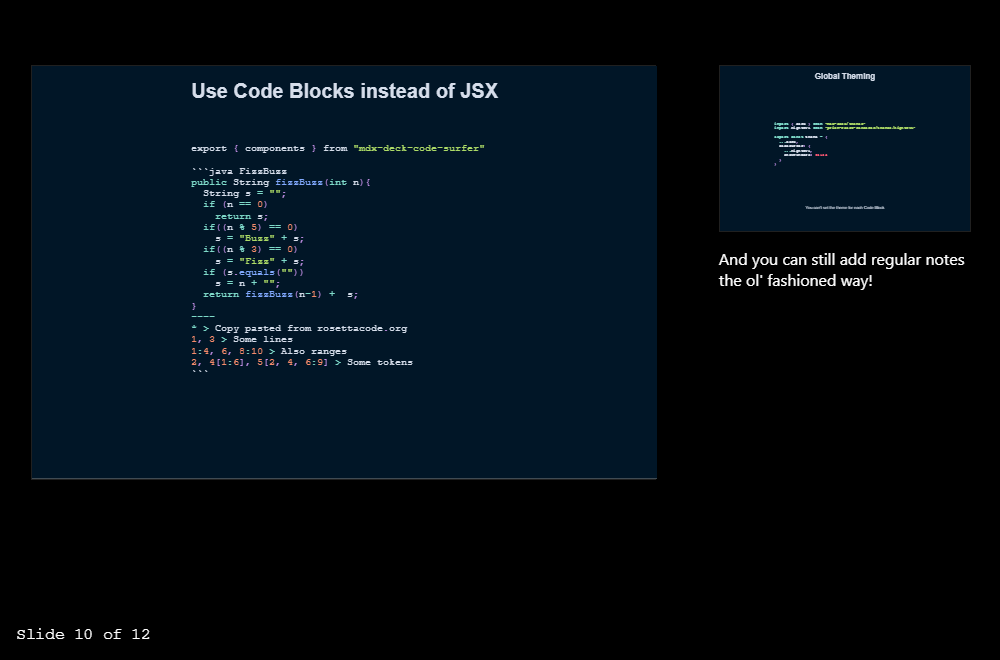 Use Code Blocks instead of JSX
export { components } from "mdx-deck-code-surfer"
```java FizzBuzz
public String fizzBuzz(int n){
  String s = "";
  if (n == 0)
    return s;
  if((n % 5) == 0)
    s = "Buzz" + s;
  if((n % 3) == 0)
    s = "Fizz" + s;
  if (s.equals(""))
    s = n + "";
  return fizzBuzz(n-1) +  s;
}
----
* > Copy pasted from rosettacode.org
1, 3 > Some lines
1:4, 6, 8:10 > Also ranges
2, 4[1:6], 5[2, 4, 6:9] > Some tokens
```
Global Theming
You can't set the theme for each Code Block
And you can still add regular notes
the ol' fashioned way!
Slide 10 of 12